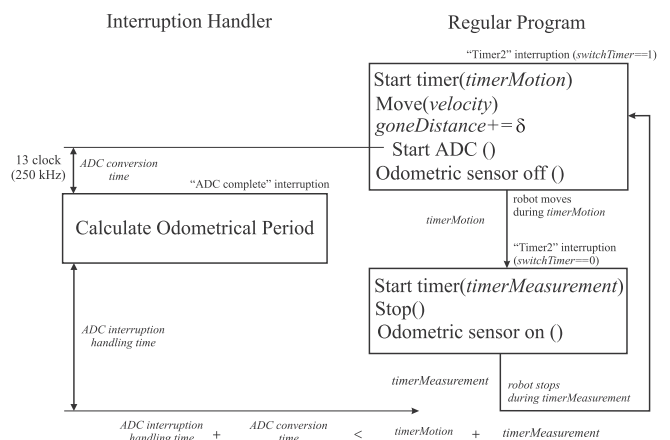 Interruption Handler
Regular Program
“Timer2” interruption (switchTimer==1)
Start timer(timerMotion)
Move(velocity)
goneDistance+=δ
Start ADC ()
Odometric sensor off ()
13 clock
(250 kHz)
ADC conversion
time
“ADC complete” interruption
Calculate Odometrical Period
timerMotion
robot moves
during timerMotion
“Timer2” interruption
(switchTimer==0)
Start timer(timerMeasurement)
Stop()
Odometric sensor on ()
ADC interruption
handling time
timerMeasurement
robot stops
during timerMeasurement
ADC interruption
handling time + ADC conversion
time < timerMotion + timerMeasurement